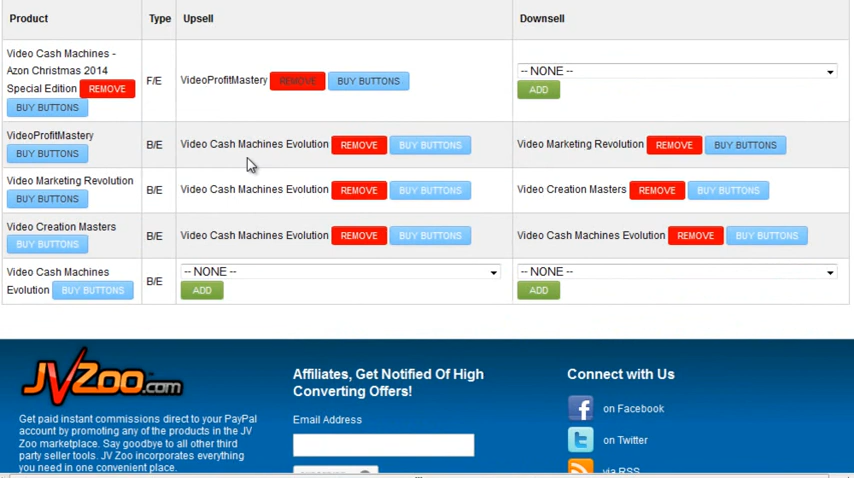 Product Type Upsell Downsell
Video Cash Machines -
Azon Christmas 2014
Special Edition REMOVE
BUY BUTTONS
F/E
VideoProfitMastery REMOVE BUY BUTTONS
-- NONE --
ADD
VideoProfitMastery
BUY BUTTONS
B/E
Video Cash Machines Evolution REMOVE BUY BUTTONS
Video Marketing Revolution REMOVE BUY BUTTONS
Video Marketing Revolution
BUY BUTTONS
B/E
Video Cash Machines Evolution REMOVE BUY BUTTONS
Video Creation Masters REMOVE BUY BUTTONS
Video Creation Masters
BUY BUTTONS
B/E
Video Cash Machines Evolution REMOVE BUY BUTTONS
Video Cash Machines Evolution REMOVE BUY BUTTONS
Video Cash Machines
Evolution BUY BUTTONS
B/E
-- NONE --
ADD
-- NONE --
ADD
JVZoo.com
Get paid instant commissions direct to your PayPal
account by promoting any of the products in the JV
Zoo marketplace. Say goodbye to all other third
party seller tools. JV Zoo incorporates everything
you need in one convenient place.
Affiliates, Get Notified Of High
Converting Offers!
Email Address
Connect with Us
on Facebook
on Twitter
via RSS